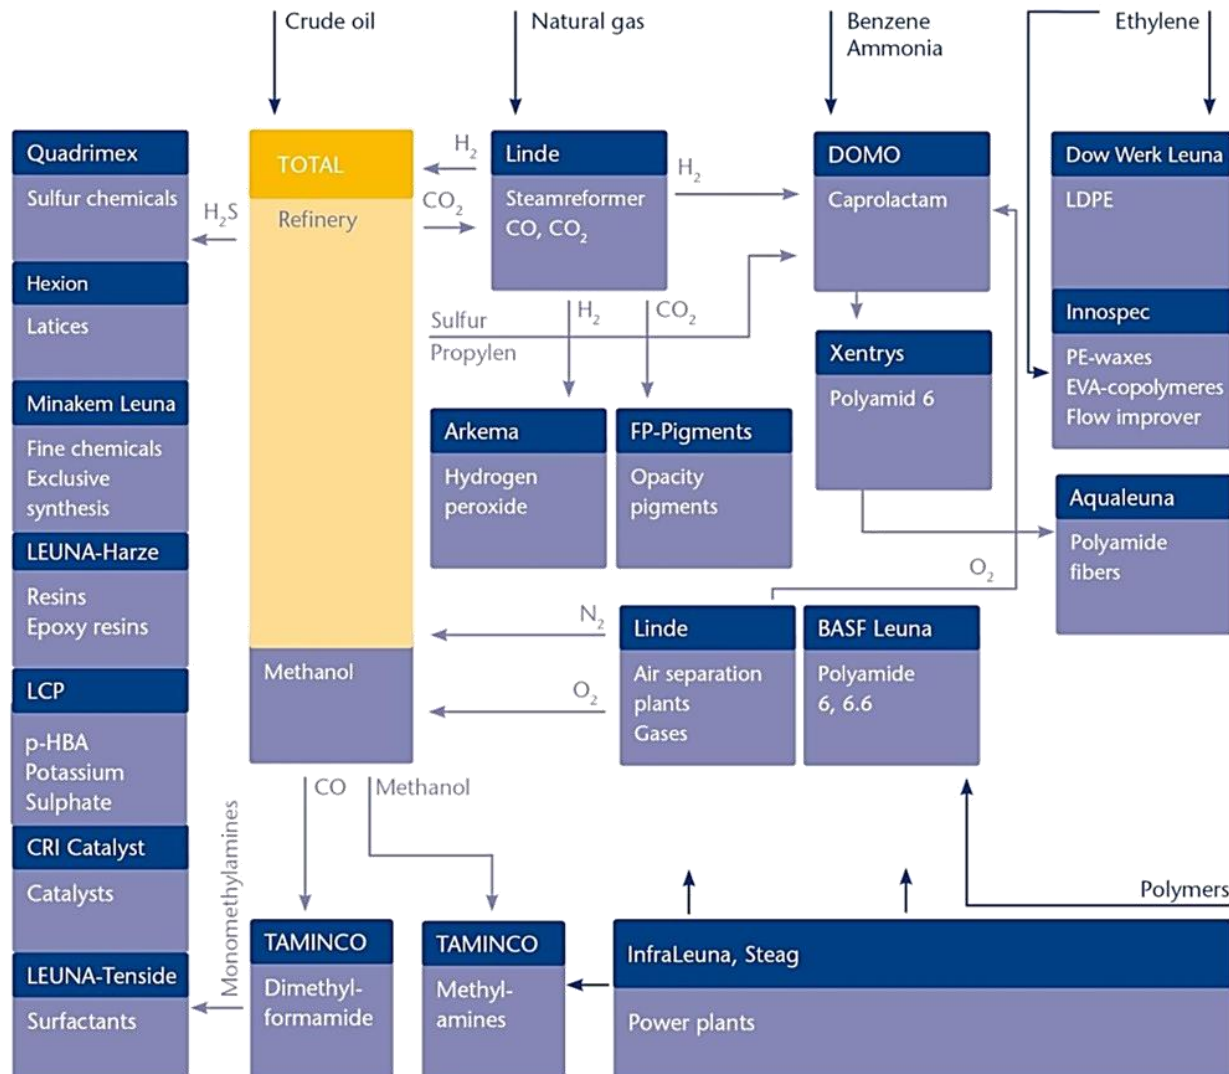 Crude oil
Natural gas
Benzene
Ammonia
Ethylene
Quadrimex
Sulfur chemicals
H₂S
Hexion
Latices
Minakem Leuna
Fine chemicals
Exclusive
synthesis
LEUNA-Harze
Resins
Epoxy resins
LCP
p-HBA
Potassium
Sulphate
CRI Catalyst
Catalysts
LEUNA-Tenside
Surfactants
Monomethylamines
TOTAL
Refinery
Methanol
H₂
CO₂
Linde
Steamreformer
CO, CO₂
H₂
H₂
CO₂
Sulfur
Propylen
Arkema
Hydrogen
peroxide
FP-Pigments
Opacity
pigments
DOMO
Caprolactam
Xentrys
Polyamid 6
Dow Werk Leuna
LDPE
Innospec
PE-waxes
EVA-copolymeres
Flow improver
Aqualeuna
Polyamide
fibers
O₂
N₂
O₂
Linde
Air separation
plants
Gases
BASF Leuna
Polyamide
6, 6.6
CO
Methanol
Polymers
TAMINCO
Dimethyl-
formamide
TAMINCO
Methyl-
amines
InfraLeuna, Steag
Power plants